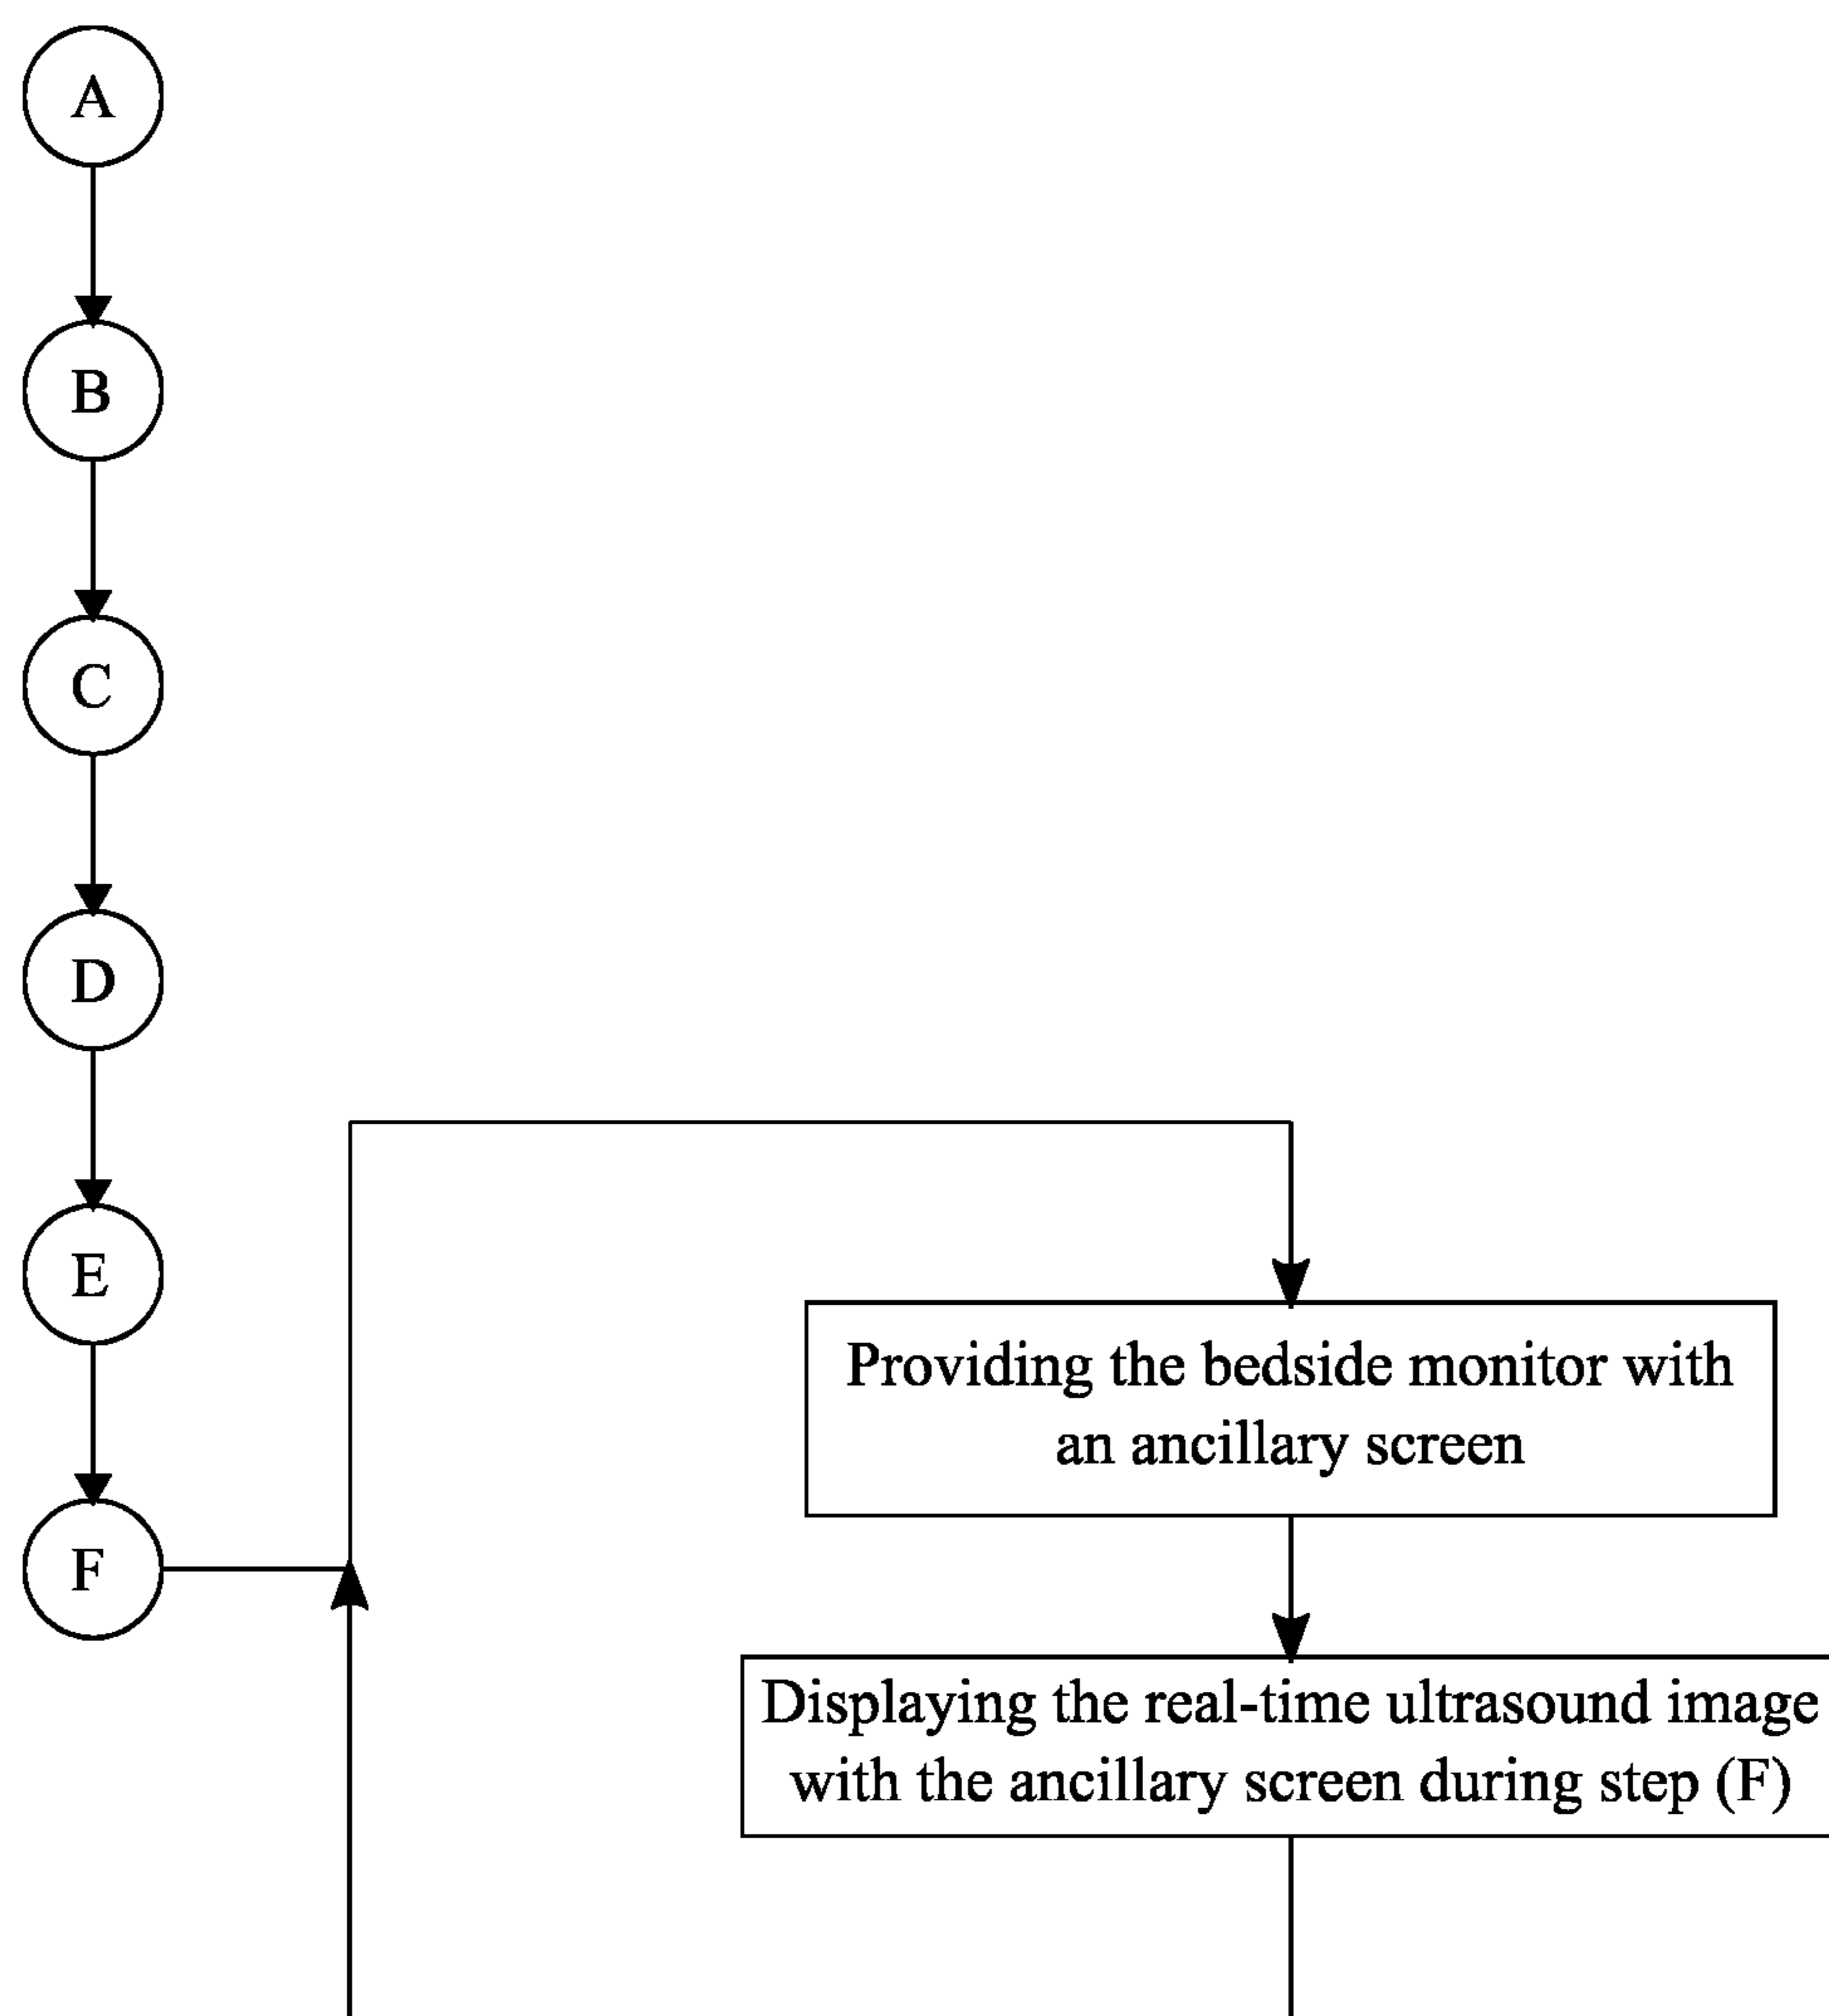 A
B
C
D
E
F
Providing the bedside monitor with
an ancillary screen
Displaying the real-time ultrasound image
with the ancillary screen during step (F)